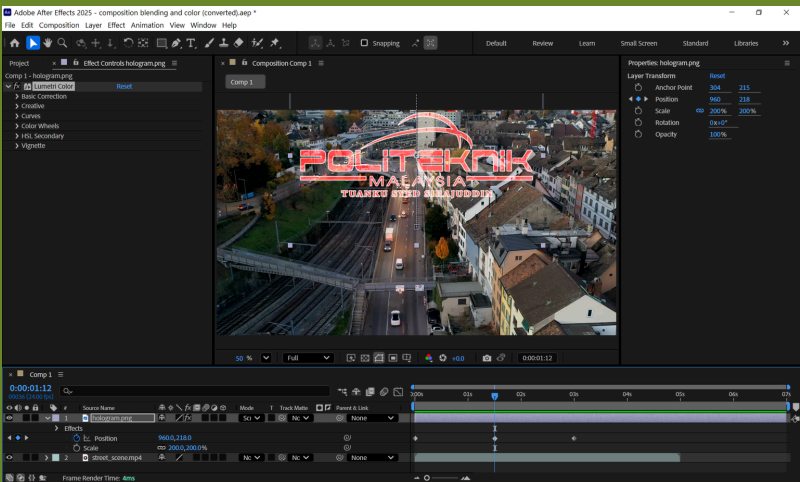 Adobe After Effects 2025 - composition blending and color (converted).aep *
File Edit Composition Layer Effect Animation View Window Help
Snapping
Default Review Learn Small Screen Standard Libraries
Project Effect Controls hologram.png
Comp 1 - hologram.png
fx Lumetri Color Reset
Basic Correction
Creative
Curves
Color Wheels
HSL Secondary
Vignette
Composition Comp 1
Comp 1
POLITEKNIK
MALAYSIA
TUANKU SYED SIRAJUDDIN
50 % Full +0.0 0:00:01:12
Properties: hologram.png
Layer Transform Reset
Anchor Point 304 215
Position 960 218
Scale 200% 200%
Rotation 0x+0°
Opacity 100%
Comp 1
0:00:01:12
00036 (24.00 fps)
# Source Name Mode T Track Matte Parent & Link
1 hologram.png Sci No None
Effects
Position 960.0,218.0
Scale 200.0,200.0%
2 street_scene.mp4 No No None
:00s 01s 02s 03s 04s 05s 06s 07s
Frame Render Time: 4ms